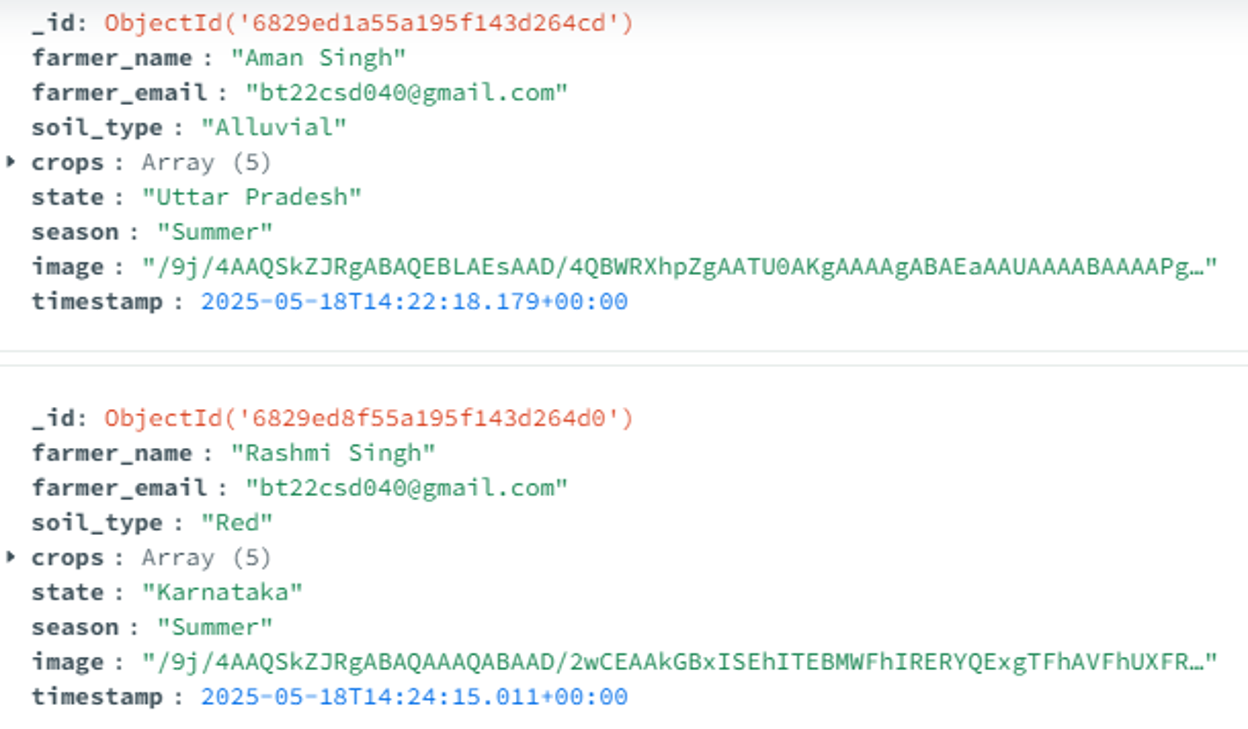 _id: ObjectId('6829ed1a55a195f143d264cd')
farmer_name : "Aman Singh"
farmer_email : "bt22csd040@gmail.com"
soil_type : "Alluvial"
crops : Array (5)
state : "Uttar Pradesh"
season : "Summer"
image : "/9j/4AAQSkZJRgABAQEBLAEsAAD/4QBWRXhpZgAATU0AKgAAAAgABAEaAAUAAAABAAAAPg…"
timestamp : 2025-05-18T14:22:18.179+00:00
_id: ObjectId('6829ed8f55a195f143d264d0')
farmer_name : "Rashmi Singh"
farmer_email : "bt22csd040@gmail.com"
soil_type : "Red"
crops : Array (5)
state : "Karnataka"
season : "Summer"
image : "/9j/4AAQSkZJRgABAQAAAQABAAD/2wCEAAkGBxISEhITEBMWFhIRERYQExgTFhAVFhUXFR…"
timestamp : 2025-05-18T14:24:15.011+00:00